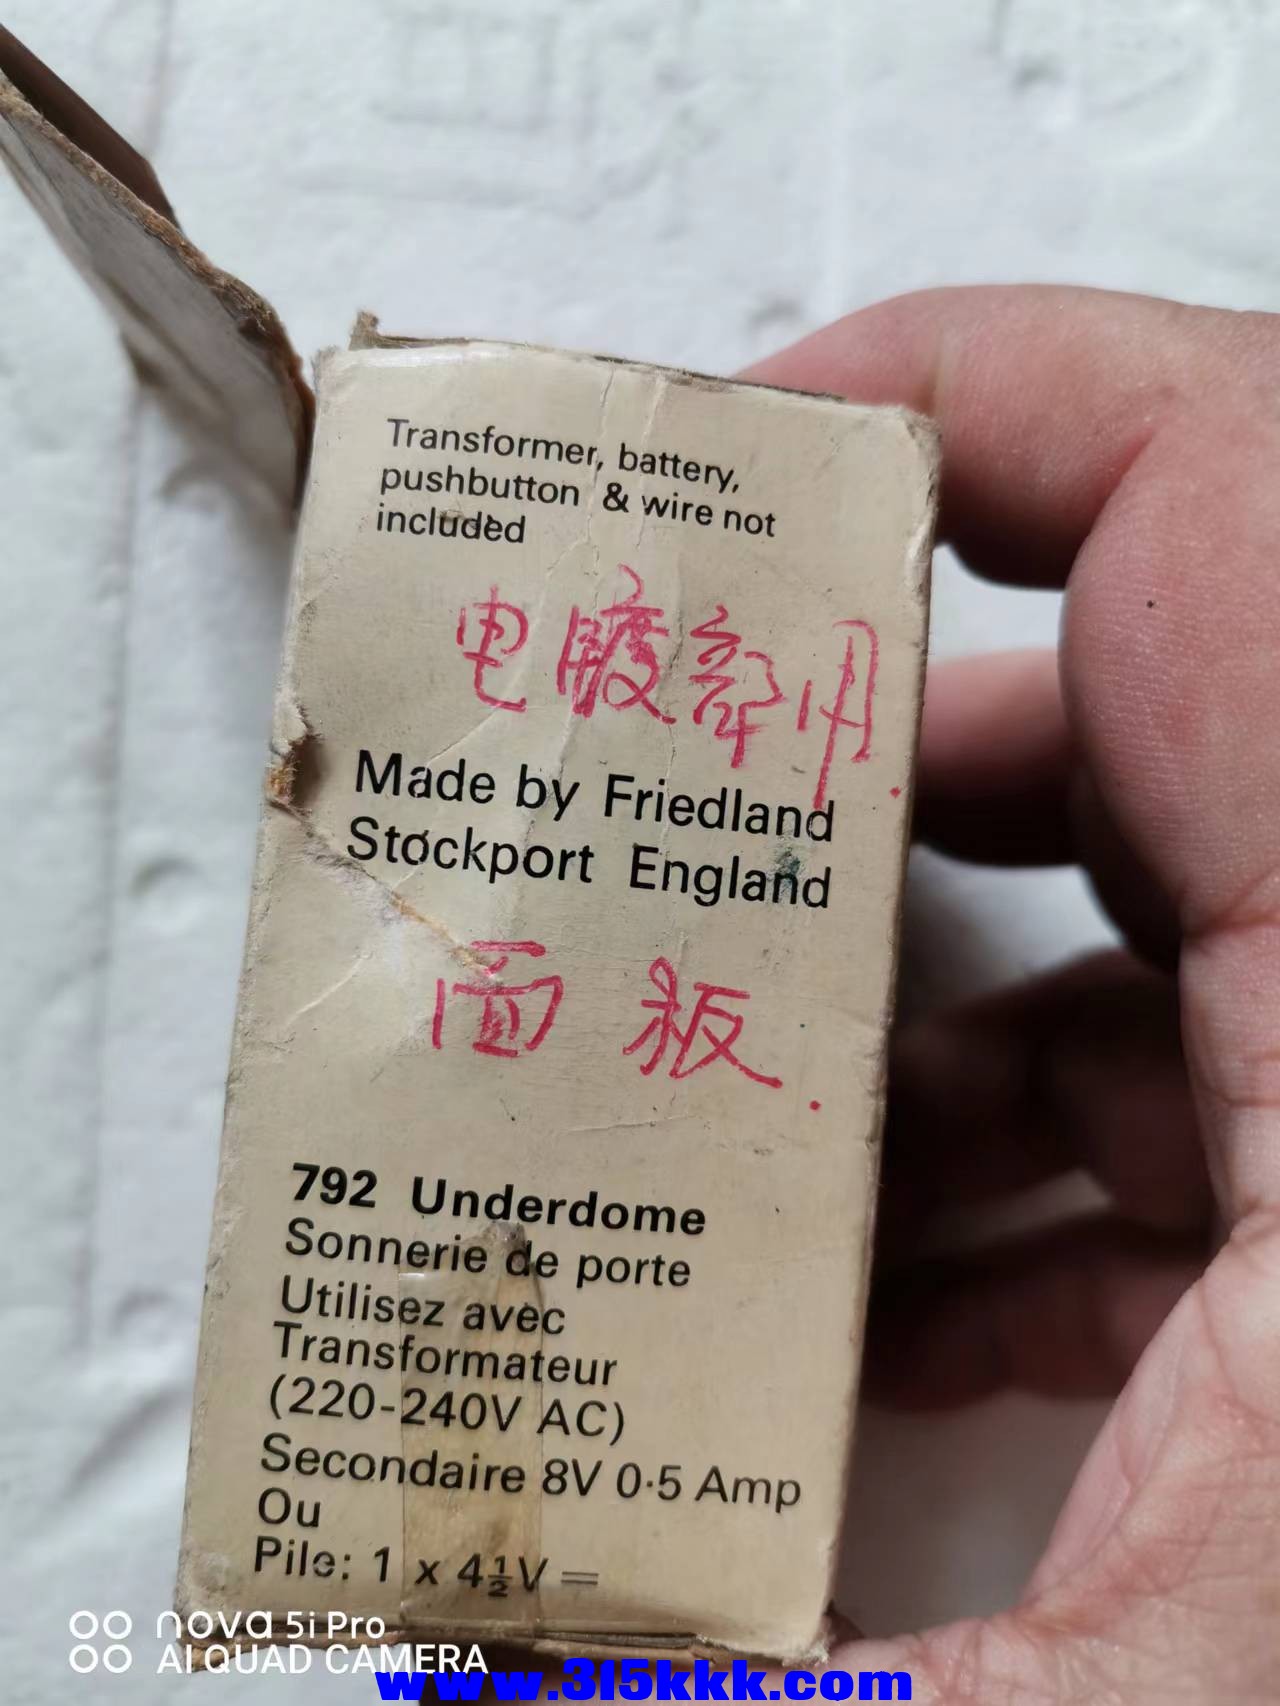 Transformer, battery,
pushbutton & wire not
included
电镀部用.
Made by Friedland
Stockport England
面板.
792 Underdome
Sonnerie de porte
Utilisez avec
Transformateur
(220-240V AC)
Secondaire 8V 0·5 Amp
Ou
Pile: 1 x 4½V =
nova 5i Pro
AI QUAD CAMERA
www.315kkk.com